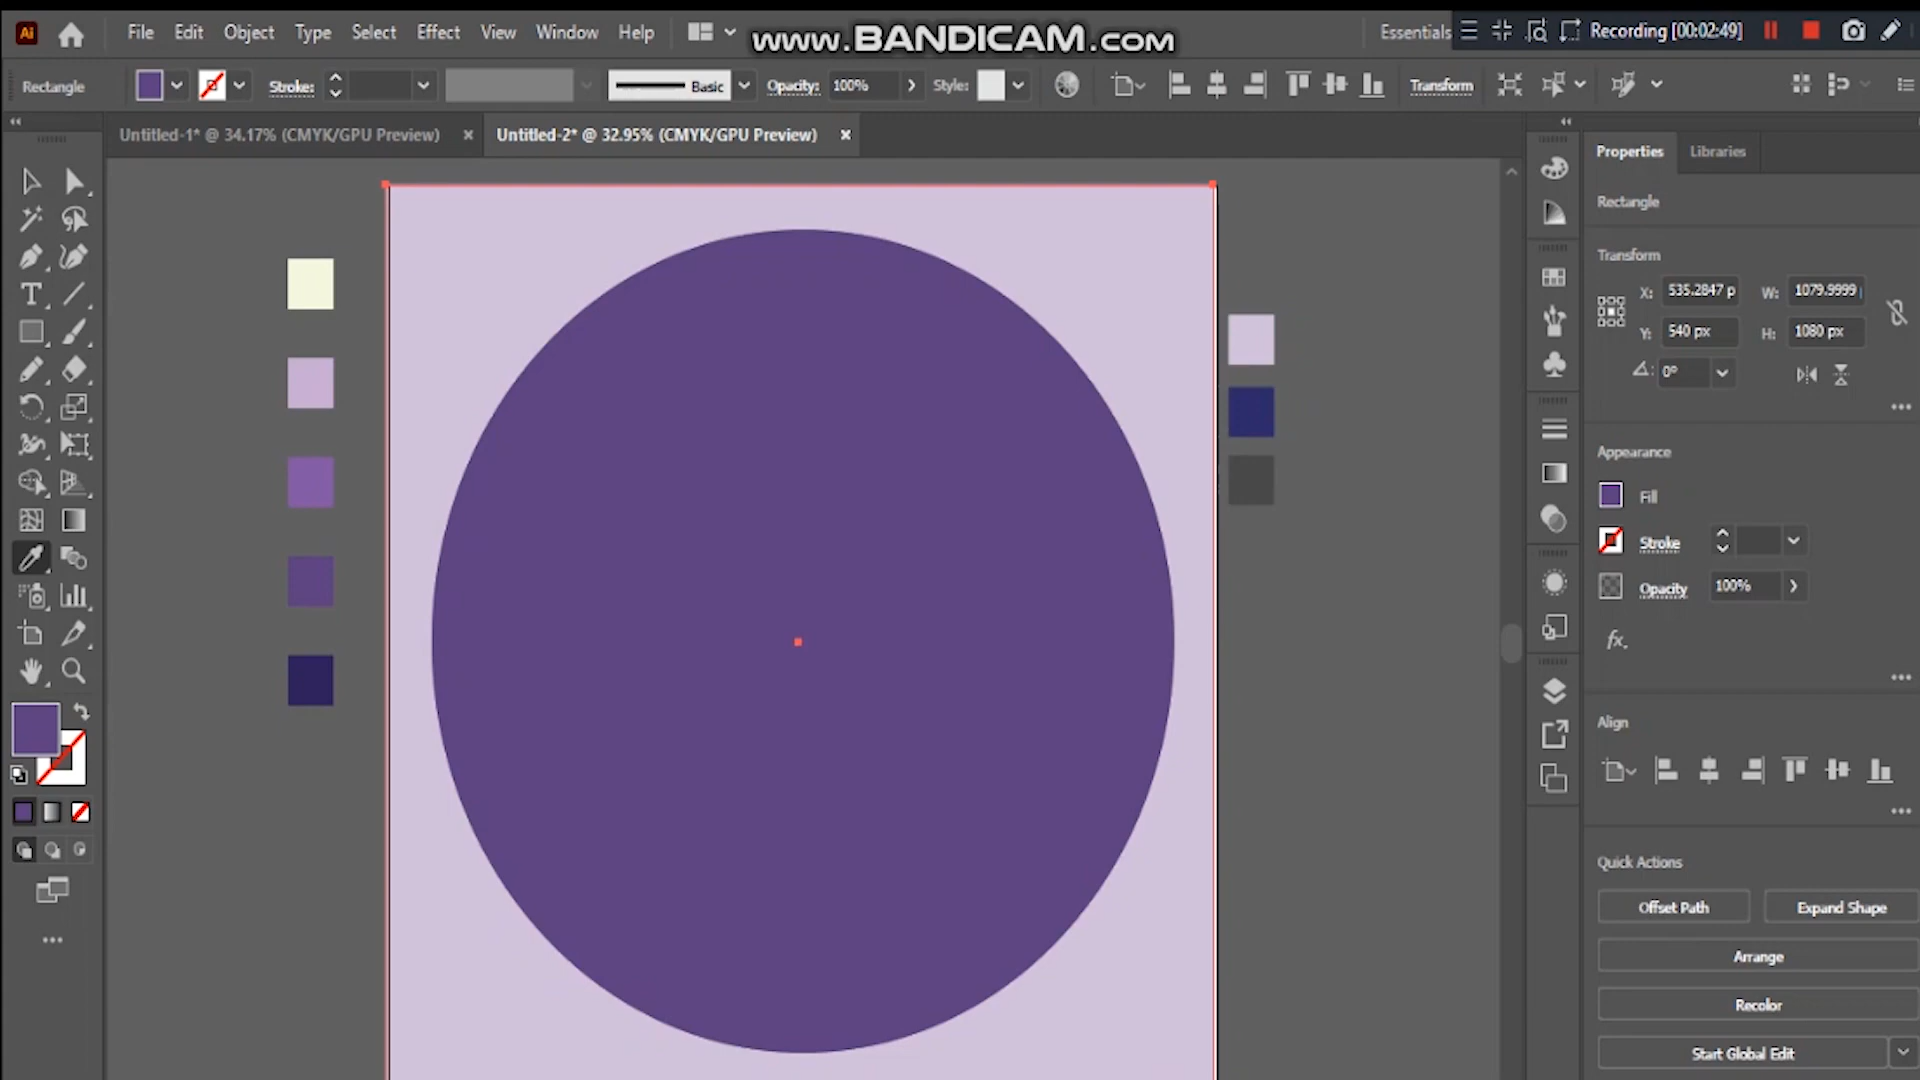 Ai File Edit Object Type Select Effect View Window Help www.BANDICAM.com Essentials Recording [00:02:49]
Rectangle Stroke: Basic Opacity: 100% Style: Transform
Untitled-1* @ 34.17% (CMYK/GPU Preview) × Untitled-2* @ 32.95% (CMYK/GPU Preview) ×
Properties Libraries
Rectangle
Transform
X: 535.2847 p W: 1079.9999
Y: 540 px H: 1080 px
0°
Appearance
Fill
Stroke
Opacity 100%
fx.
Align
Quick Actions
Offset Path Expand Shape
Arrange
Recolor
Start Global Edit